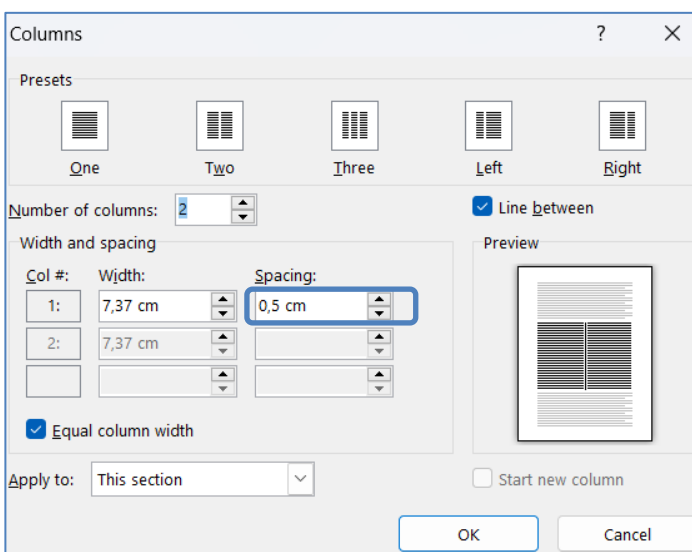 Columns ?
Presets
One Two Three Left Right
Number of columns: 2 Line between
Width and spacing Preview
Col #: Width: Spacing:
1: 7,37 cm 0,5 cm
2: 7,37 cm
Equal column width
Apply to: This section Start new column
OK Cancel